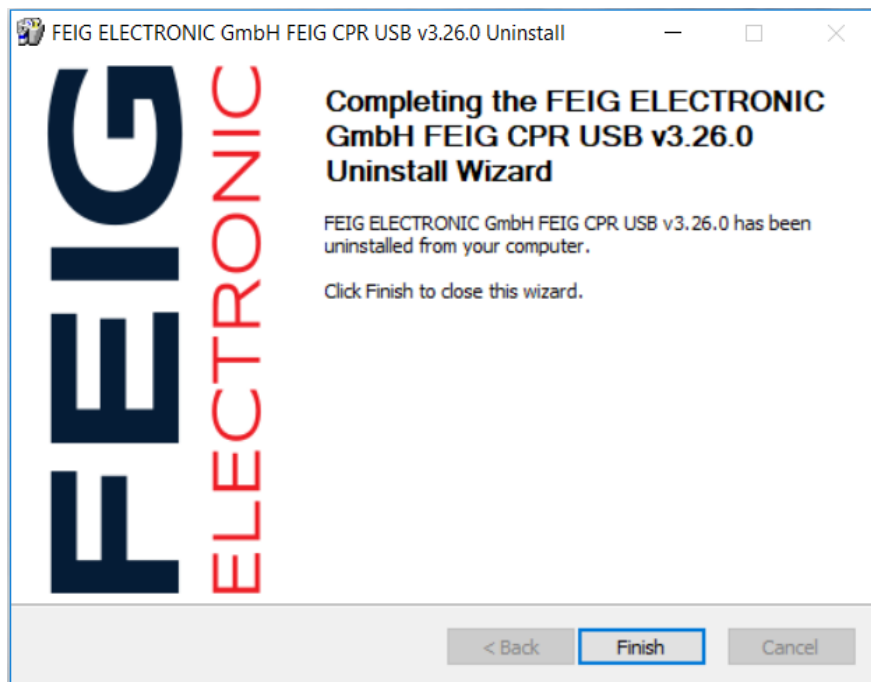 FEIG ELECTRONIC GmbH FEIG CPR USB v3.26.0 Uninstall
FEIG
ELECTRONIC
Completing the FEIG ELECTRONIC
GmbH FEIG CPR USB v3.26.0
Uninstall Wizard
FEIG ELECTRONIC GmbH FEIG CPR USB v3.26.0 has been
uninstalled from your computer.
Click Finish to close this wizard.
< Back
Finish
Cancel